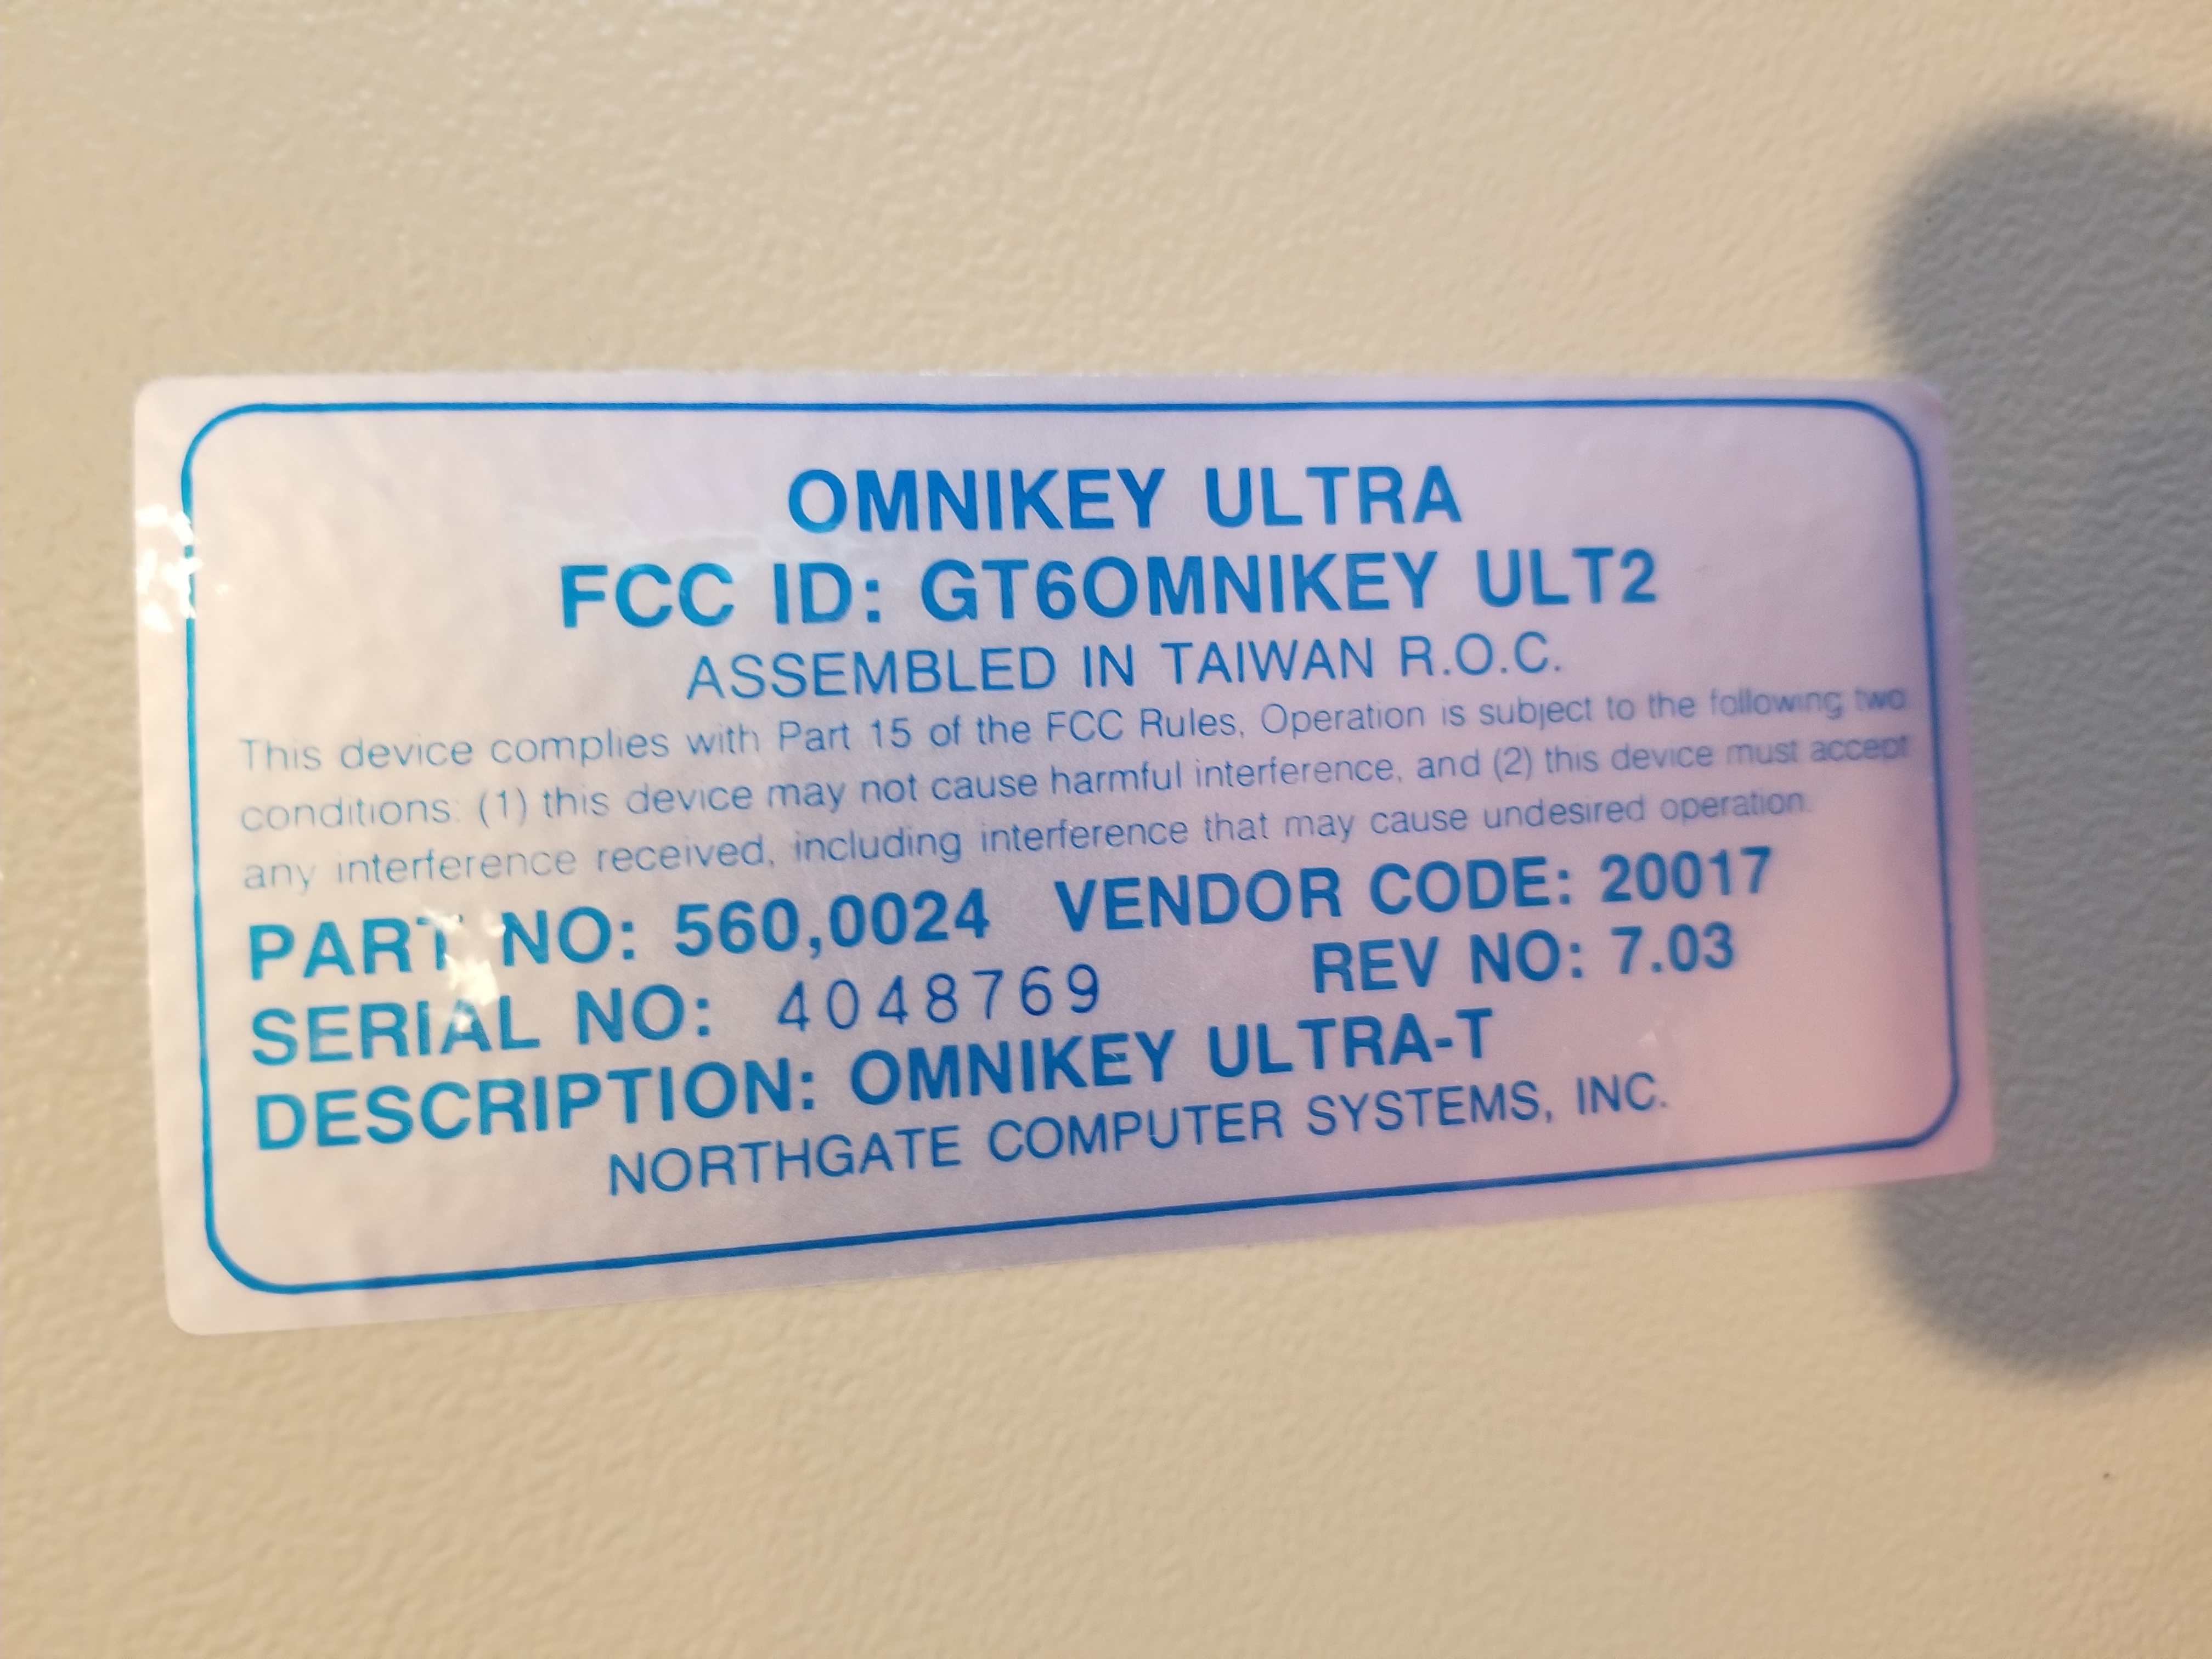 OMNIKEY ULTRA
FCC ID: GT6OMNIKEY ULT2
ASSEMBLED IN TAIWAN R.O.C.
This device complies with Part 15 of the FCC Rules, Operation is subject to the following two
conditions: (1) this device may not cause harmful interference, and (2) this device must accept
any interference received, including interference that may cause undesired operation.
PART NO: 560,0024 VENDOR CODE: 20017
SERIAL NO: 4048769 REV NO: 7.03
DESCRIPTION: OMNIKEY ULTRA-T
NORTHGATE COMPUTER SYSTEMS, INC.